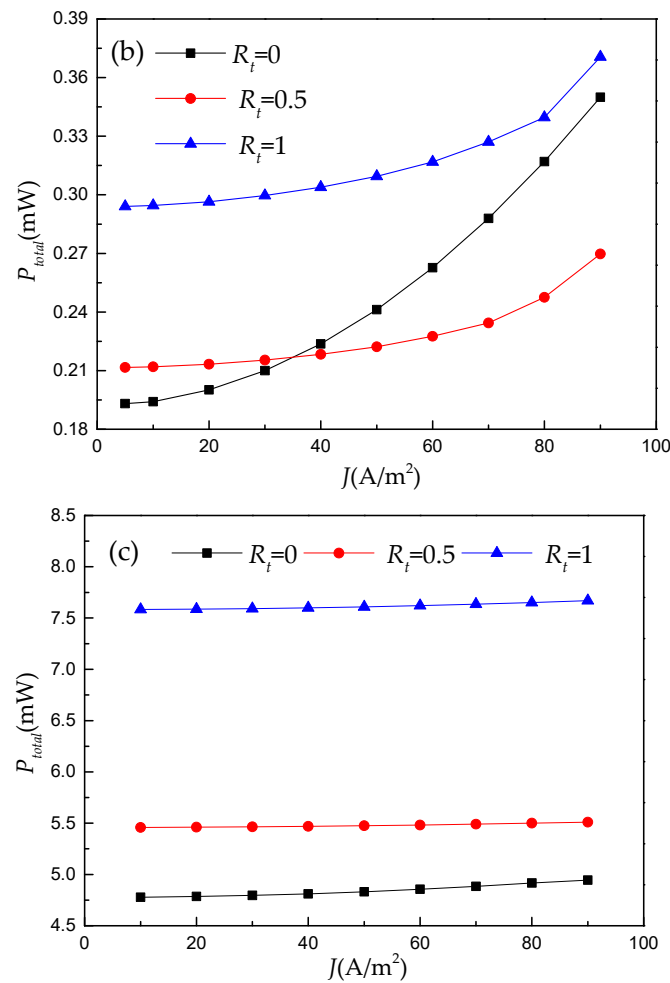 0.39
(b)
R_t=0
0.36
R_t=0.5
0.33
R_t=1
0.30
0.27
0.24
0.21
0.18
P_total(mW)
0 20 40 60 80 100
J(A/m²)
8.5
(c) R_t=0 R_t=0.5 R_t=1
8.0
7.5
7.0
6.5
6.0
5.5
5.0
4.5
P_total(mW)
0 20 40 60 80 100
J(A/m²)